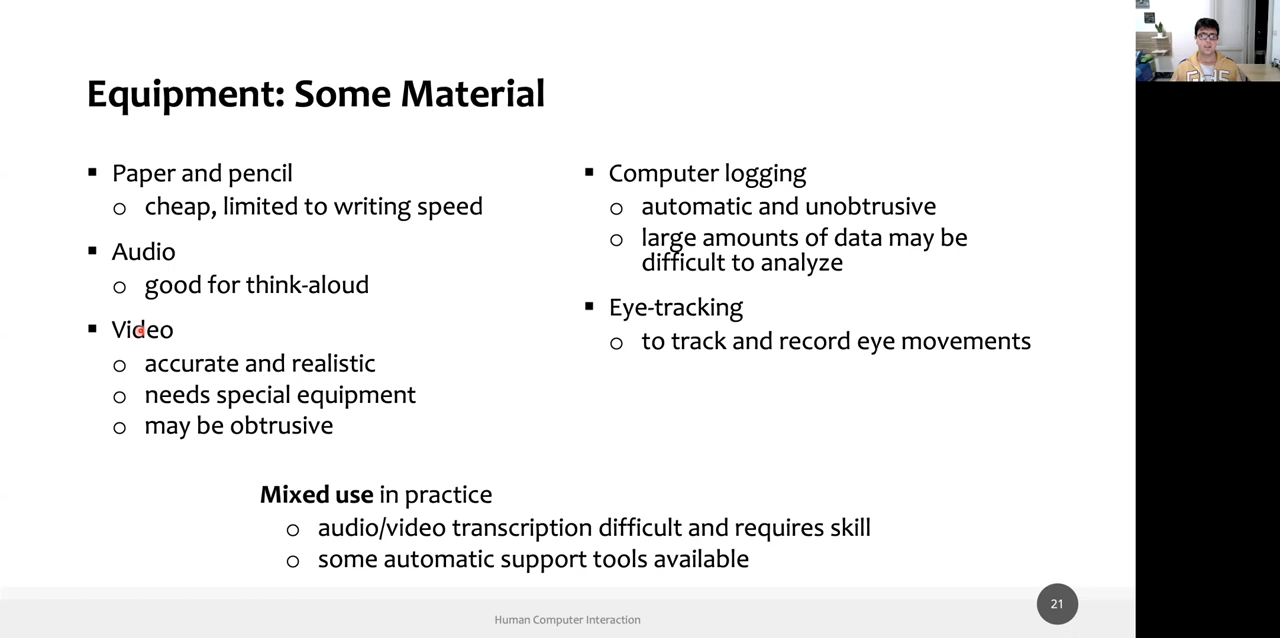 Equipment: Some Material
▪ Paper and pencil
o cheap, limited to writing speed
▪ Audio
o good for think-aloud
▪ Video
o accurate and realistic
o needs special equipment
o may be obtrusive
▪ Computer logging
o automatic and unobtrusive
o large amounts of data may be
difficult to analyze
▪ Eye-tracking
o to track and record eye movements
Mixed use in practice
o audio/video transcription difficult and requires skill
o some automatic support tools available
Human Computer Interaction
21